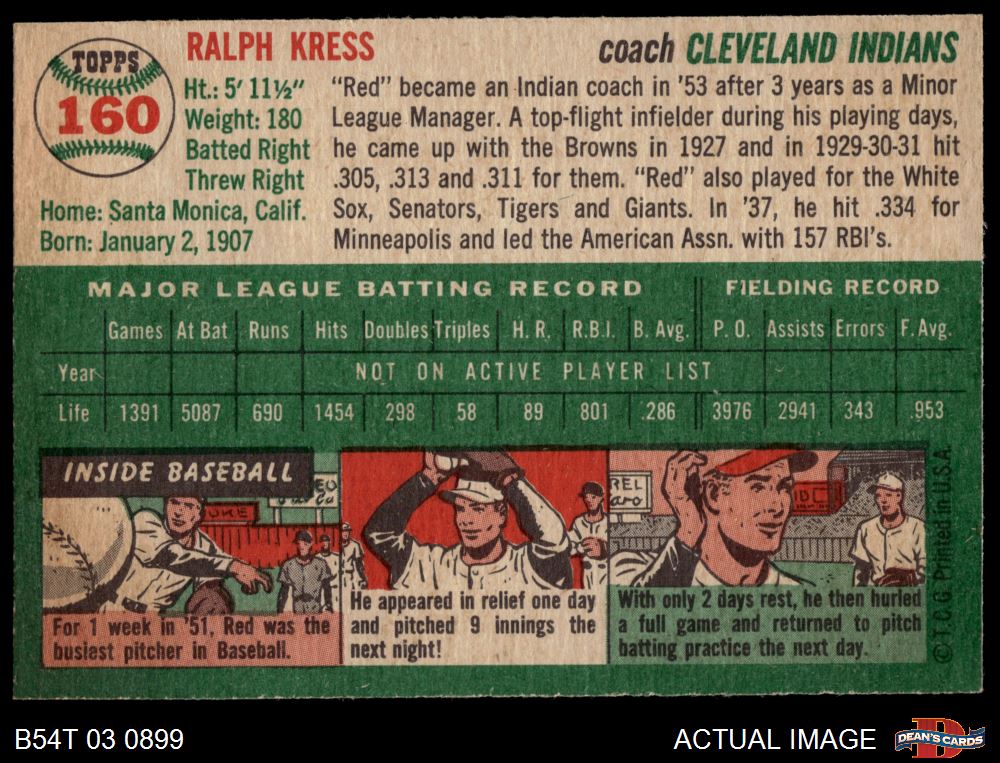 TOPPS
160
RALPH KRESS
coach CLEVELAND INDIANS
Ht.: 5' 11½"
Weight: 180
Batted Right
Threw Right
Home: Santa Monica, Calif.
Born: January 2, 1907
"Red" became an Indian coach in '53 after 3 years as a Minor
League Manager. A top-flight infielder during his playing days,
he came up with the Browns in 1927 and in 1929-30-31 hit
.305, .313 and .311 for them. "Red" also played for the White
Sox, Senators, Tigers and Giants. In '37, he hit .334 for
Minneapolis and led the American Assn. with 157 RBI's.
MAJOR LEAGUE BATTING RECORD FIELDING RECORD
Games At Bat Runs Hits Doubles Triples H. R. R.B.I. B. Avg. P. O. Assists Errors F. Avg.
Year NOT ON ACTIVE PLAYER LIST
Life 1391 5087 690 1454 298 58 89 801 .286 3976 2941 343 .953
INSIDE BASEBALL
For 1 week in '51, Red was the
busiest pitcher in Baseball.
He appeared in relief one day
and pitched 9 innings the
next night!
REL
With only 2 days rest, he then hurled
a full game and returned to pitch
batting practice the next day.
© T. C. G. Printed in U.S.A.
B54T 03 0899
ACTUAL IMAGE
DEAN'S CARDS